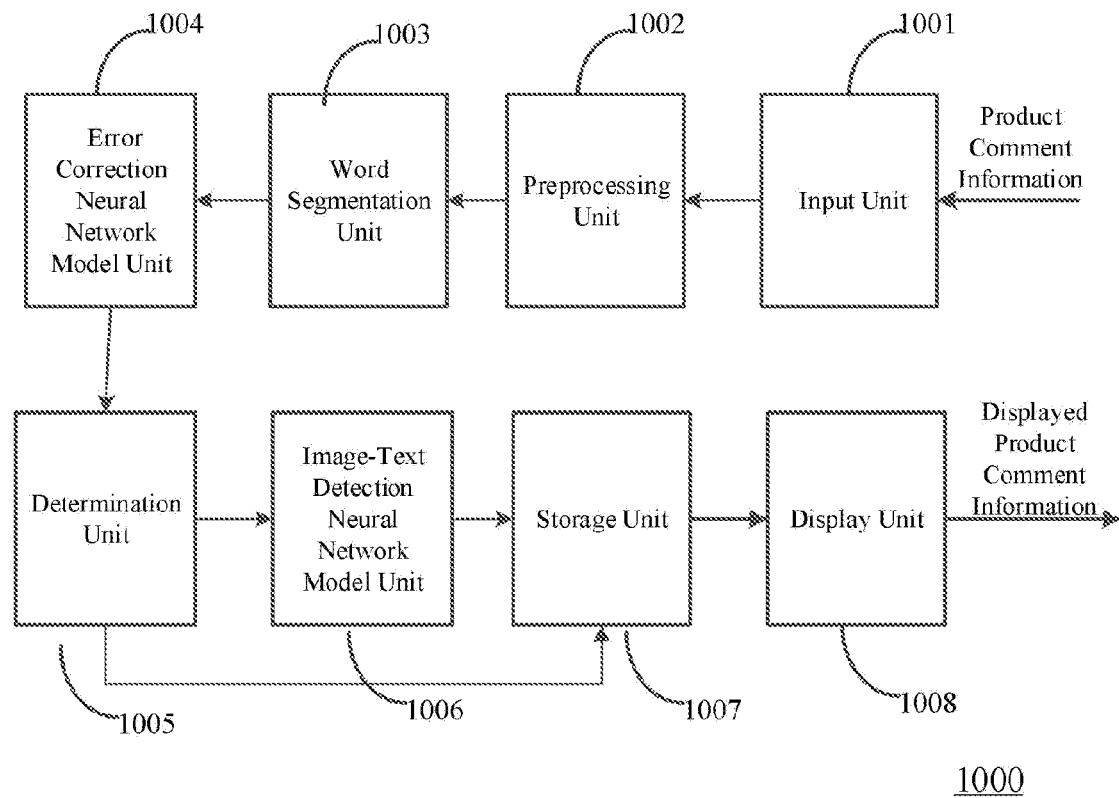 1004
1003
1002
1001
Error
Correction
Neural
Network
Model Unit
Word
Segmentation
Unit
Preprocessing
Unit
Input Unit
Product
Comment
Information
Determination
Unit
Image-Text
Detection
Neural
Network
Model Unit
Storage Unit
Display Unit
Displayed
Product
Comment
Information
1005
1006
1007
1008
1000